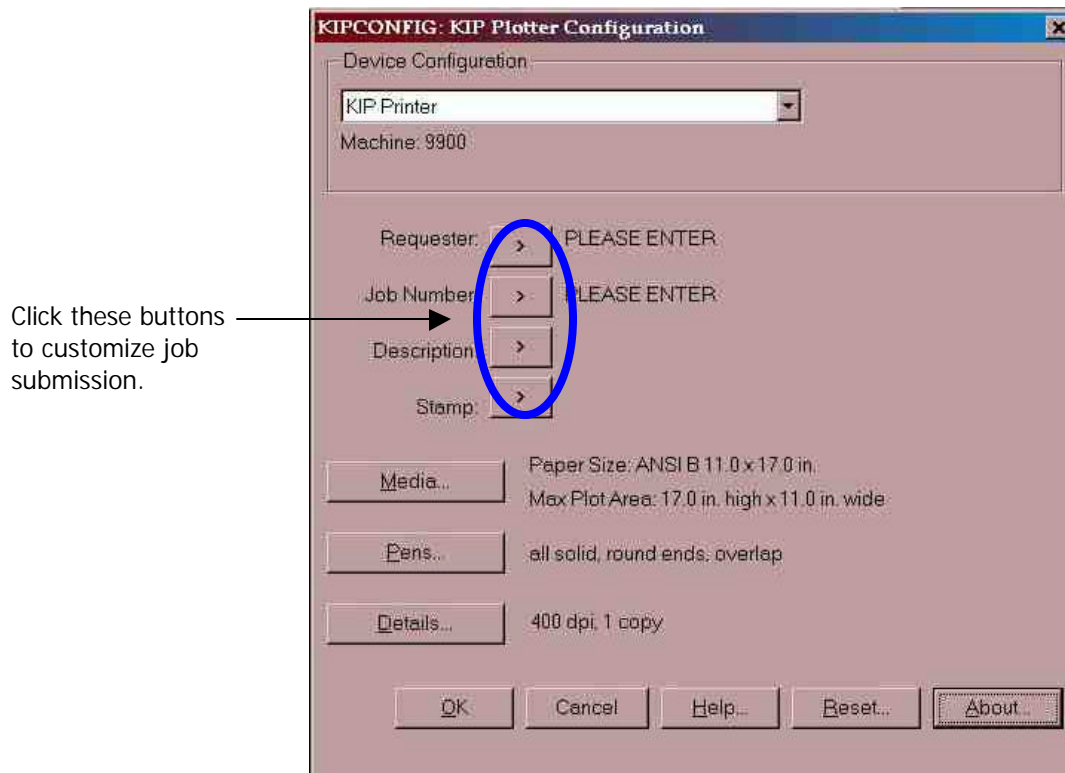 KIPCONFIG: KIP Plotter Configuration
Device Configuration
KIP Printer
Machine: 9900
Requester: > PLEASE ENTER
Job Number > PLEASE ENTER
Description: >
Stamp: >
Click these buttons
to customize job
submission.
Media... Paper Size: ANSI B 11.0 x 17.0 in.
Max Plot Area: 17.0 in. high x 11.0 in. wide
Pens... all solid, round ends, overlap
Details... 400 dpi, 1 copy
OK Cancel Help... Reset... About...